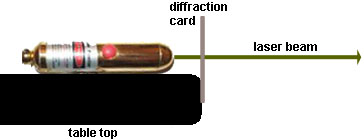 diffraction
card
laser beam
table top